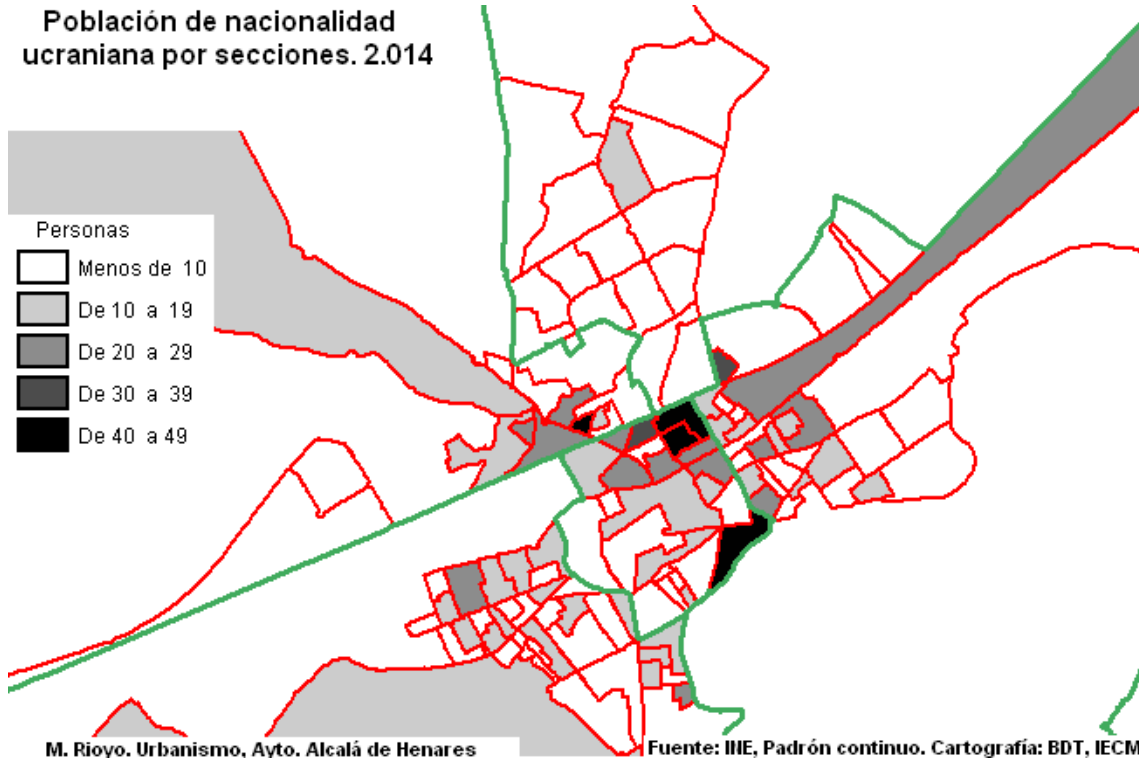 Población de nacionalidad
ucraniana por secciones. 2.014
Personas
Menos de 10
De 10 a 19
De 20 a 29
De 30 a 39
De 40 a 49
M. Rioyo. Urbanismo, Ayto. Alcalá de Henares
Fuente: INE, Padrón continuo. Cartografía: BDT, IECM